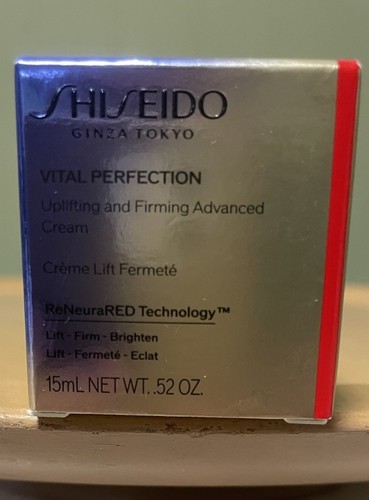 SHISEIDO
GINZA TOKYO
VITAL PERFECTION
Uplifting and Firming Advanced
Cream
Crème Lift Fermeté
ReNeuraRED Technology™
Lift - Firm - Brighten
Lift - Fermeté - Eclat
15mL NET WT. .52 OZ.